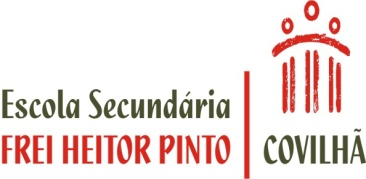 Escola Secundária
FREI HEITOR PINTO
COVILHÃ